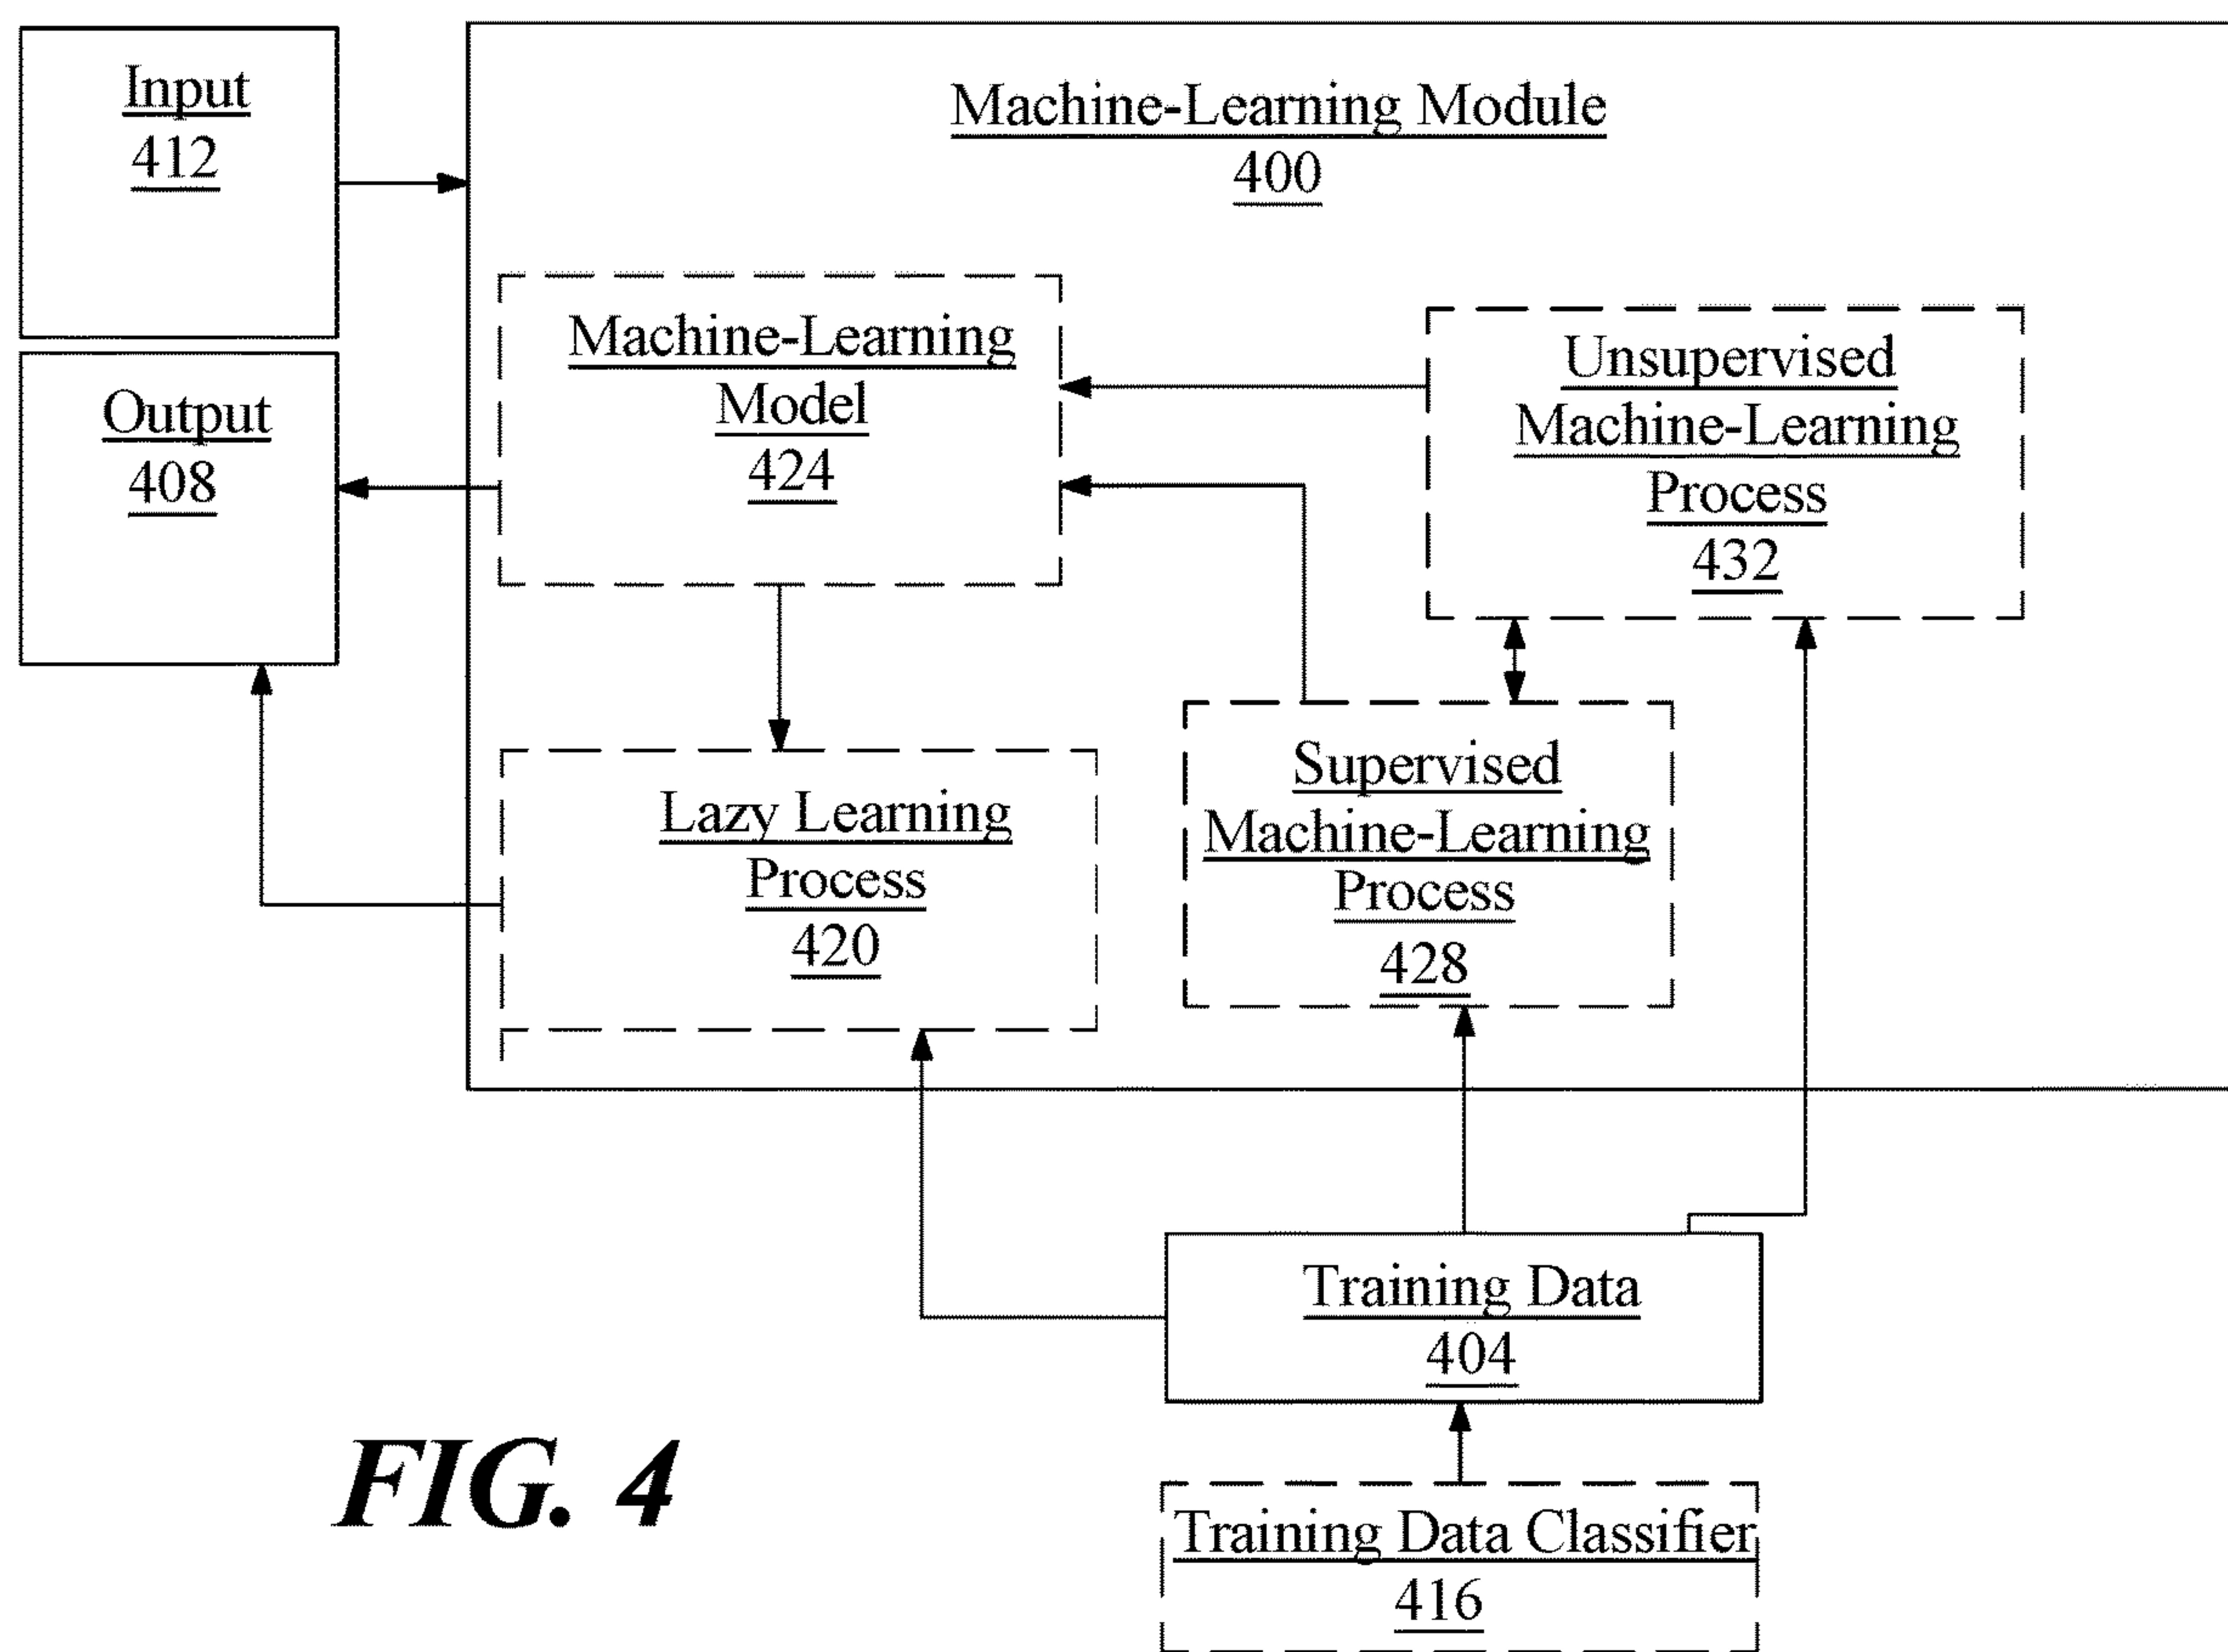 Input
412
Machine-Learning Module
400
Output
408
Machine-Learning
Model
424
Unsupervised
Machine-Learning
Process
432
Lazy Learning
Process
420
Supervised
Machine-Learning
Process
428
Training Data
404
Training Data Classifier
416
FIG. 4